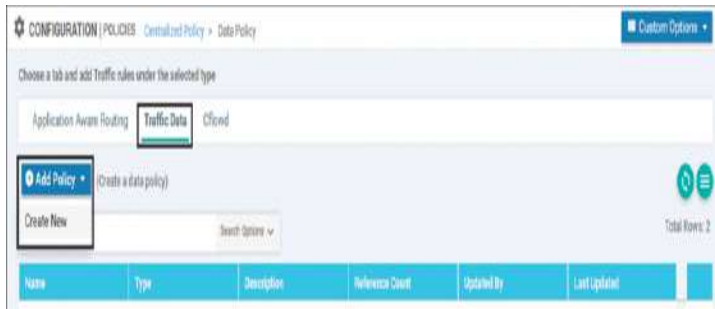 CONFIGURATION | POLICIES Centralized Policy > Data Policy
Custom Options
Choose a tab and add Traffic rules under the selected type
Application Aware Routing Traffic Data Cflowd
Add Policy (Create a data policy)
Create New
Search Options
Total Rows: 2
Name Type Description Reference Count Updated By Last Updated